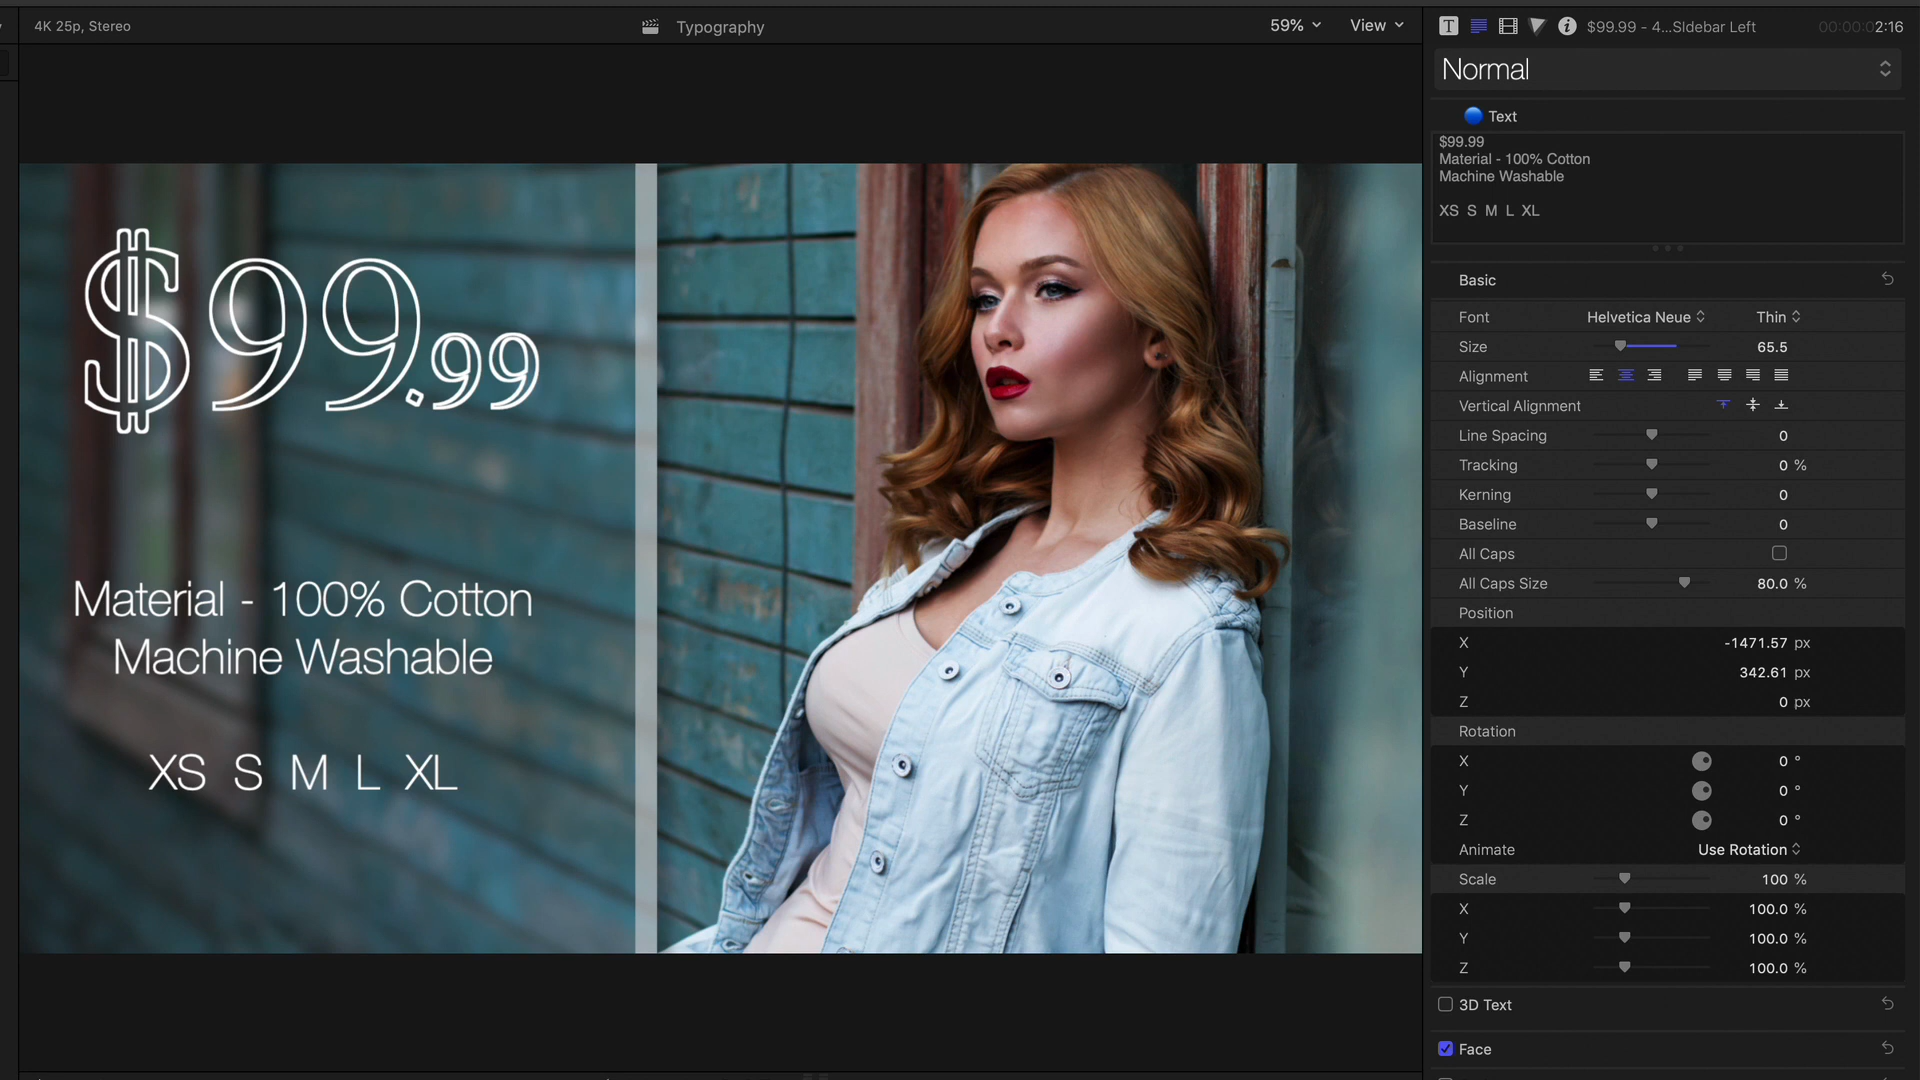 4K 25p, Stereo
Typography
59%
View
T
i
$99.99 - 4...SIdebar Left
00:00:02:16
$99.99
Material - 100% Cotton
Machine Washable
XS S M L XL
Normal
Text
$99.99
Material - 100% Cotton
Machine Washable
XS S M L XL
Basic
Font Helvetica Neue Thin
Size 65.5
Alignment
Vertical Alignment
Line Spacing 0
Tracking 0 %
Kerning 0
Baseline 0
All Caps
All Caps Size 80.0 %
Position
X -1471.57 px
Y 342.61 px
Z 0 px
Rotation
X 0 °
Y 0 °
Z 0 °
Animate Use Rotation
Scale 100 %
X 100.0 %
Y 100.0 %
Z 100.0 %
3D Text
Face